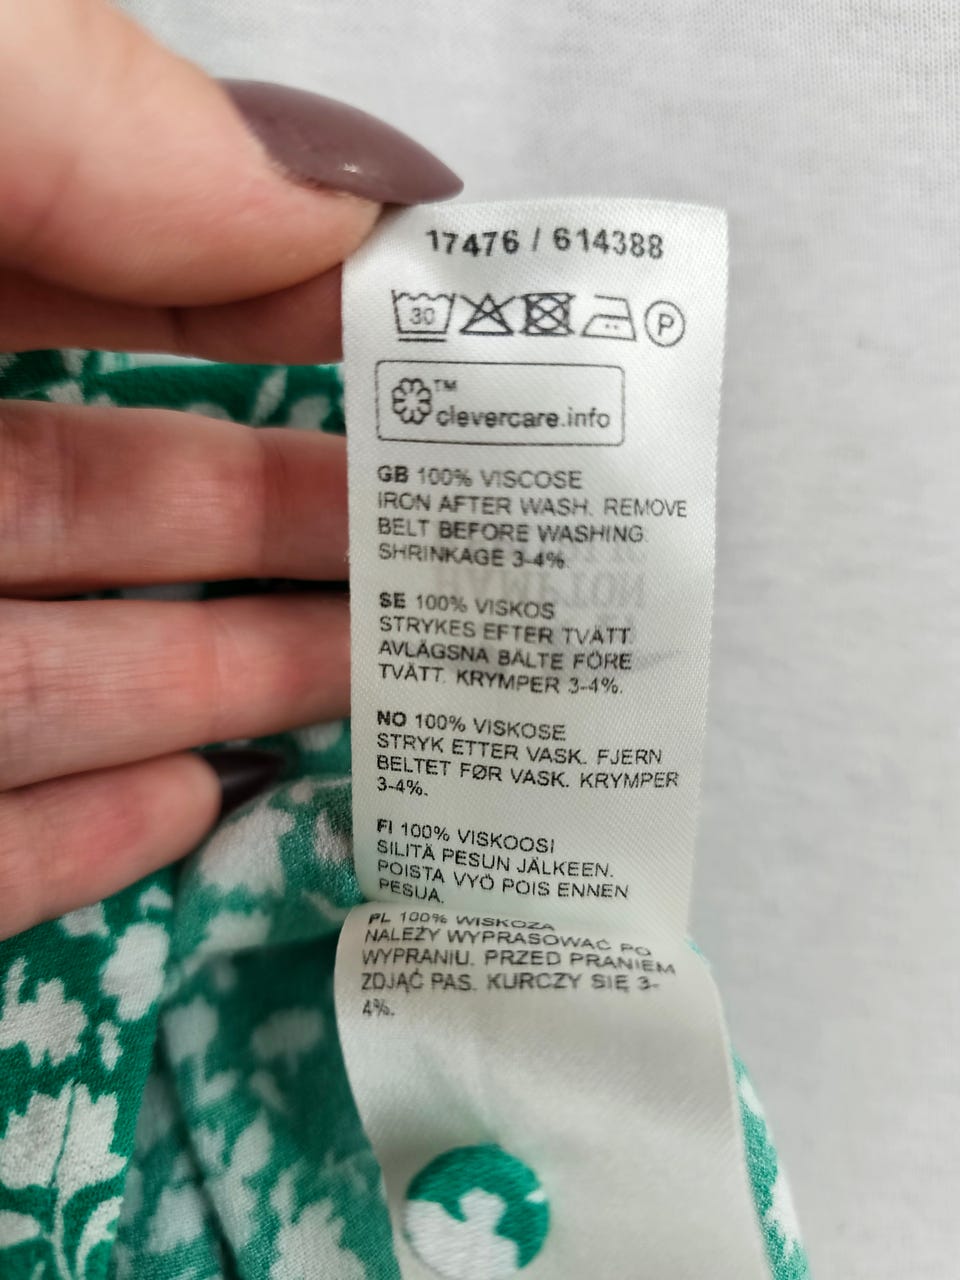 17476 / 614388
30
P
™
clevercare.info
GB 100% VISCOSE
IRON AFTER WASH. REMOVE
BELT BEFORE WASHING.
SHRINKAGE 3-4%.
SE 100% VISKOS
STRYKES EFTER TVÄTT.
AVLÄGSNA BÄLTE FÖRE
TVÄTT. KRYMPER 3-4%.
NO 100% VISKOSE
STRYK ETTER VASK. FJERN
BELTET FØR VASK. KRYMPER
3-4%.
FI 100% VISKOOSI
SILITÄ PESUN JÄLKEEN.
POISTA VYÖ POIS ENNEN
PESUA.
PL 100% WISKOZA
NALEŻY WYPRASOWAĆ PO
WYPRANIU. PRZED PRANIEM
ZDJĄĆ PAS. KURCZY SIĘ 3-
4%.